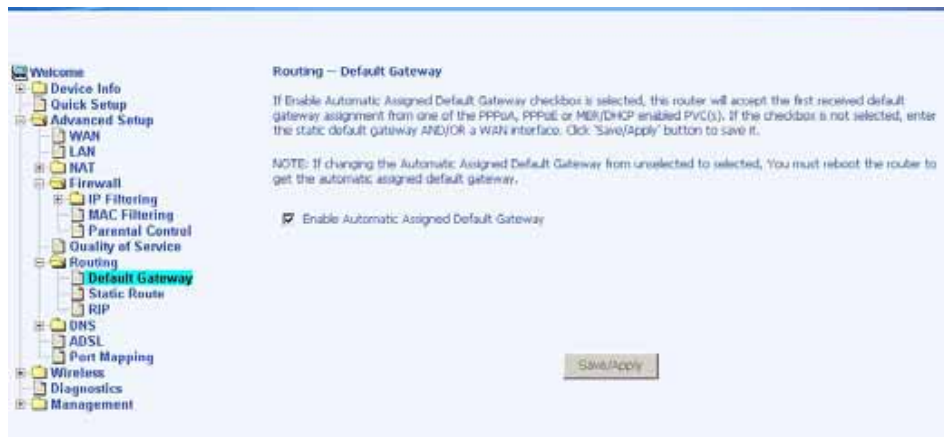 Welcome
Device Info
Quick Setup
Advanced Setup
WAN
LAN
NAT
Firewall
IP Filtering
MAC Filtering
Parental Control
Quality of Service
Routing
Default Gateway
Static Route
RIP
DNS
ADSL
Port Mapping
Wireless
Diagnostics
Management
Routing -- Default Gateway
If Enable Automatic Assigned Default Gateway checkbox is selected, this router will accept the first received default
gateway assignment from one of the PPPoA, PPPoE or MER/DHCP enabled PVC(s). If the checkbox is not selected, enter
the static default gateway AND/OR a WAN interface. Click 'Save/Apply' button to save it.
NOTE: If changing the Automatic Assigned Default Gateway from unselected to selected, You must reboot the router to
get the automatic assigned default gateway.
Enable Automatic Assigned Default Gateway
Save/Apply